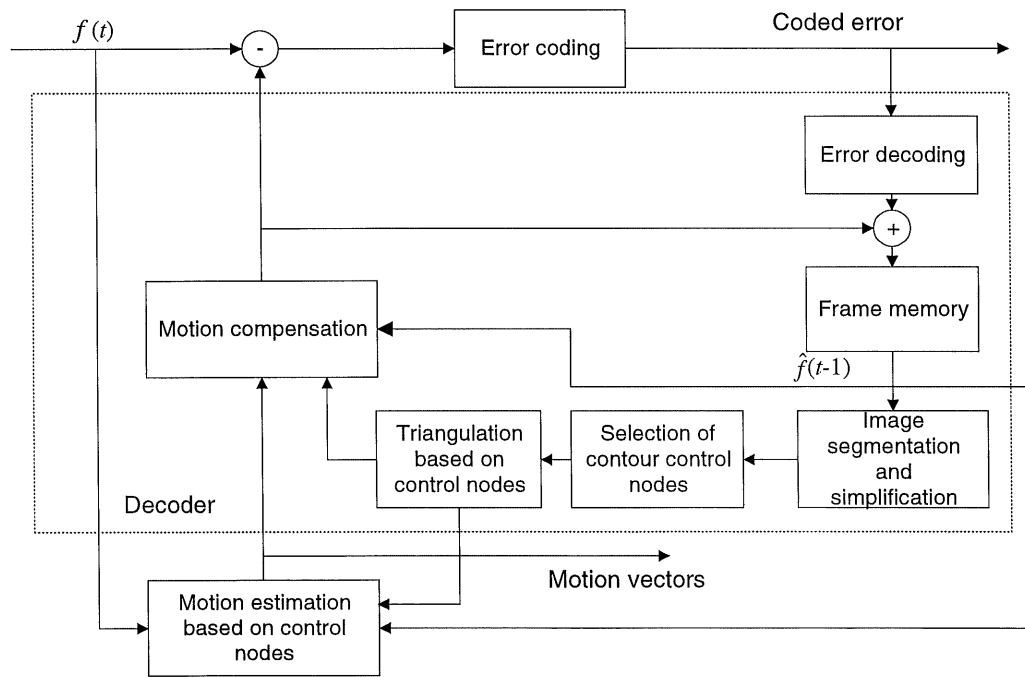 f (t)
-
Error coding
Coded error
Error decoding
+
Motion compensation
Frame memory
f̂(t-1)
Triangulation
based on
control nodes
Selection of
contour control
nodes
Image
segmentation
and
simplification
Decoder
Motion vectors
Motion estimation
based on control
nodes